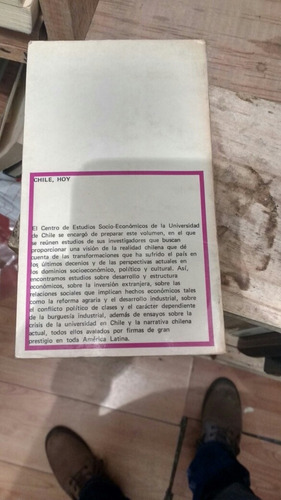 CHILE, HOY
El Centro de Estudios Socio-Económicos de la Universidad
de Chile se encargó de preparar este volumen, en el que
se reúnen estudios de sus investigadores que buscan
proporcionar una visión de la realidad chilena que dé
cuenta de las transformaciones que ha sufrido el país en
los últimos decenios y de las perspectivas actuales en
los dominios socioeconómico, político y cultural. Así,
encontramos estudios sobre desarrollo y estructura
económicos, sobre la inversión extranjera, sobre las
relaciones sociales que implican hechos económicos tales
como la reforma agraria y el desarrollo industrial, sobre
el conflicto político de clases y el carácter dependiente
de la burguesía industrial, además de ensayos sobre la
crisis de la universidad en Chile y la narrativa chilena
actual, todos ellos avalados por firmas de gran
prestigio en toda América Latina.